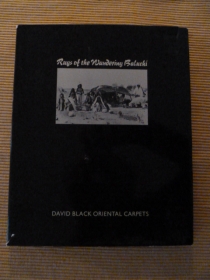 Rugs of the Wandering Baluchi
DAVID BLACK ORIENTAL CARPETS